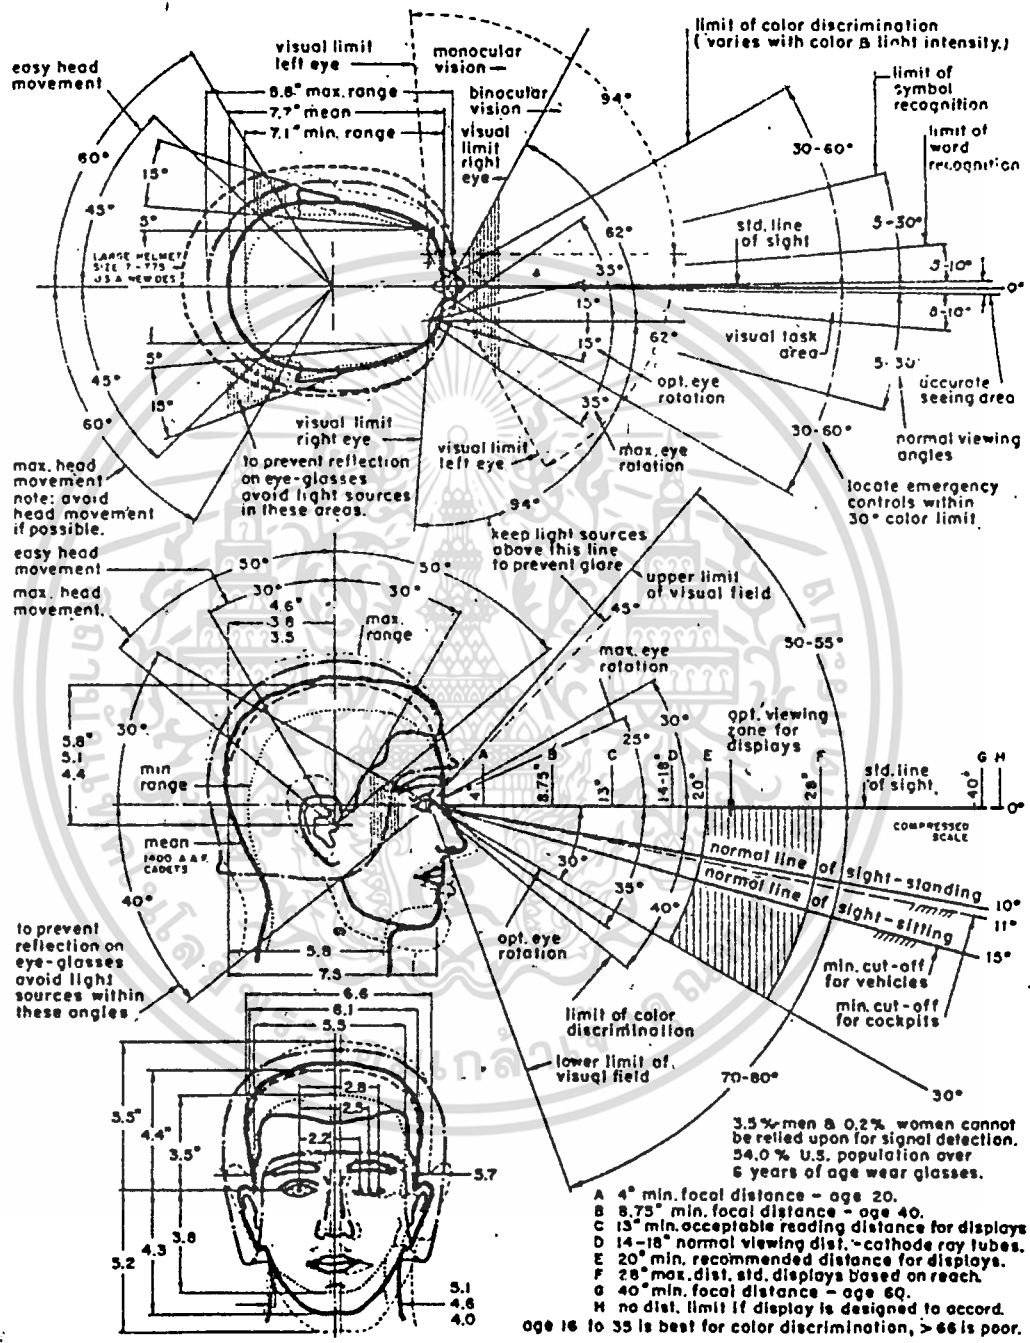 limit of color discrimination
(varies with color & light intensity.)
visual limit
left eye
monocular
vision
easy head
movement
limit of
symbol
recognition
8.8" max. range
7.7" mean
7.1" min. range
binocular
vision
visual
limit
right
eye
94°
limit of
word
recognition
60°
15°
45°
5°
30-60°
62°
std. line
of sight
5-30°
LARGE HELMET
SIZE 7-775
35°
5-10°
0°
15°
8-10°
15°
62°
visual task
area
5°
45°
15°
60°
opt. eye
rotation
5-30
accurate
seeing area
35°
visual limit
right eye
visual limit
left eye
max. eye
rotation
30-60°
normal viewing
angles
max. head
movement
note: avoid
head movement
if possible.
to prevent reflection
on eye-glasses
avoid light sources
in these areas.
94°
locate emergency
controls within
30° color limit
keep light sources
above this line
to prevent glare
easy head
movement
max. head
movement.
50°
50°
30°
30°
4.6"
3.8
3.5
max.
range
upper limit
of visual field
45°
50-55°
max. eye
rotation
30°
25°
opt. viewing
zone for
displays
30°
5.8"
5.1
4.4
min
range
A
B
C
D
E
F
G H
4"
8.75"
13"
14-18"
20"
28"
40"
std. line
of sight.
0°
COMPRESSED
SCALE
mean
1400 A.A.F.
CADETS
normal line of sight-standing
normal line of sight-sitting
10°
11°
15°
30°
35°
40°
40°
to prevent
reflection on
eye-glasses
avoid light
sources within
these angles
opt. eye
rotation
5.8
7.5
min. cut-off
for vehicles
min. cut-off
for cockpits
limit of color
discrimination
lower limit of
visual field
70-80°
30°
6.6
6.1
5.5
2.8
2.5
2.2
5.5"
4.4"
3.5"
5.7
5.2
4.3
3.8
5.1
4.6
4.0
3.5% men & 0.2% women cannot
be relied upon for signal detection.
54.0% U.S. population over
6 years of age wear glasses.
A 4" min. focal distance - age 20.
B 8.75" min. focal distance - age 40.
C 13" min. acceptable reading distance for displays
D 14-18" normal viewing dist. - cathode ray tubes.
E 20" min. recommended distance for displays.
F 28" max. dist. std. displays based on reach.
G 40" min. focal distance - age 60.
H no dist. limit if display is designed to accord.
age 16 to 35 is best for color discrimination, > 66 is poor.